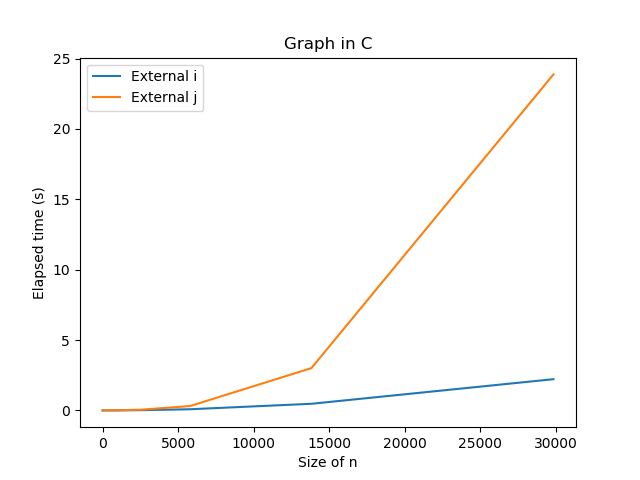 Graph in C
External i
External j
Elapsed time (s)
25
20
15
10
5
0
0 5000 10000 15000 20000 25000 30000
Size of n